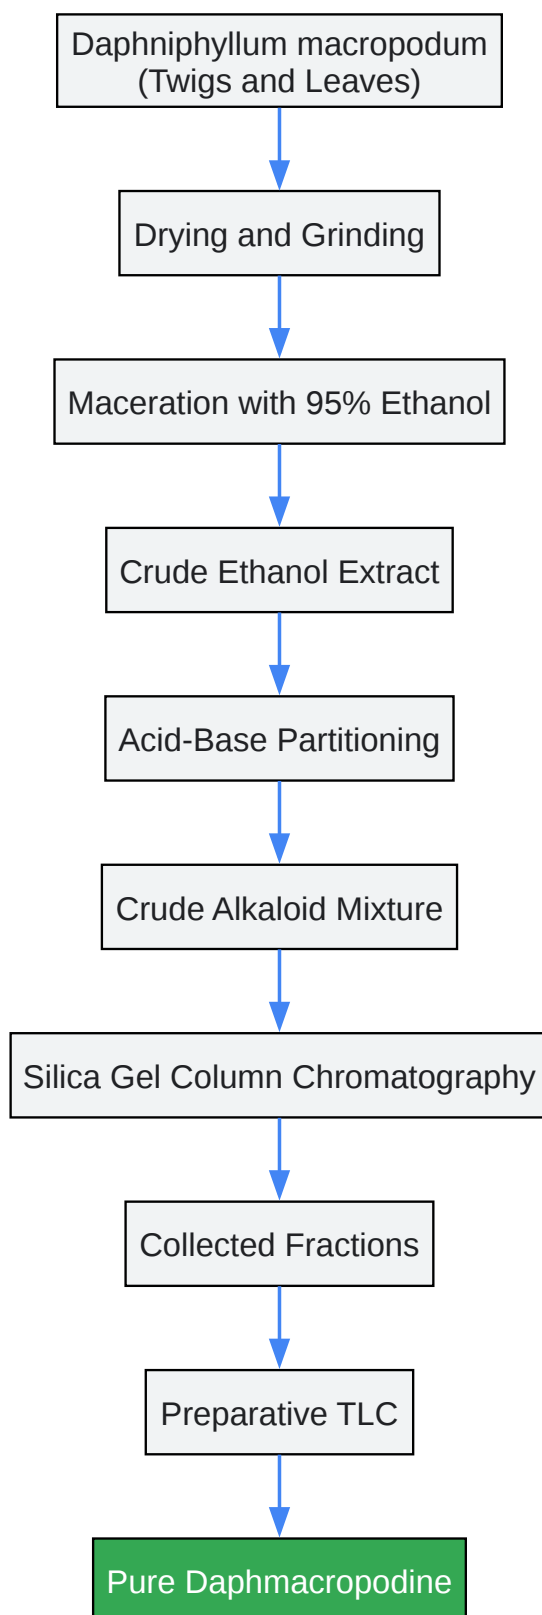 Daphniphyllum macropodum
(Twigs and Leaves)
Drying and Grinding
Maceration with 95% Ethanol
Crude Ethanol Extract
Acid-Base Partitioning
Crude Alkaloid Mixture
Silica Gel Column Chromatography
Collected Fractions
Preparative TLC
Pure Daphmacropodine